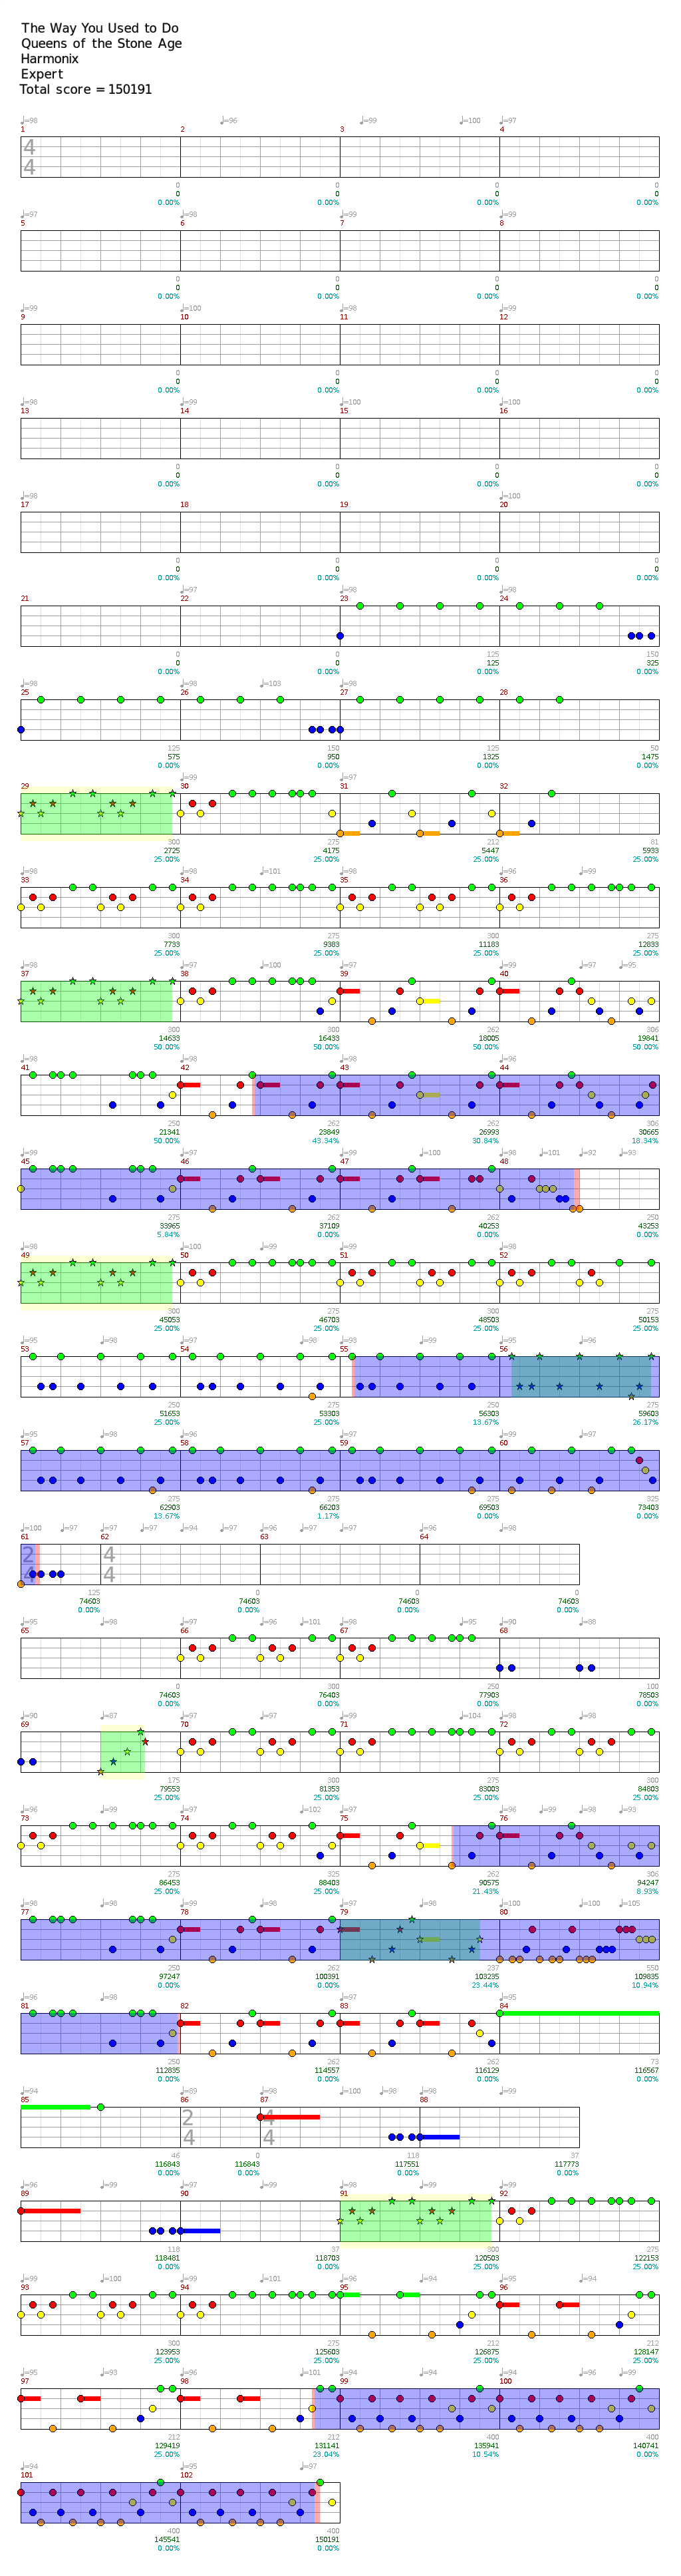 The Way You Used to Do
Queens of the Stone Age
Harmonix
Expert
Total score = 150191
♩=98 ♩=96 ♩=99 ♩=100 ♩=97
1 2 3 4
4
4
0 0 0 0
0 0 0 0
0.00% 0.00% 0.00% 0.00%
♩=97 ♩=98 ♩=99 ♩=99
5 6 7 8
0 0 0 0
0 0 0 0
0.00% 0.00% 0.00% 0.00%
♩=99 ♩=100 ♩=98 ♩=99
9 10 11 12
0 0 0 0
0 0 0 0
0.00% 0.00% 0.00% 0.00%
♩=98 ♩=99 ♩=100 ♩=100
13 14 15 16
0 0 0 0
0 0 0 0
0.00% 0.00% 0.00% 0.00%
♩=98 ♩=100
17 18 19 20
0 0 0 0
0 0 0 0
0.00% 0.00% 0.00% 0.00%
♩=97 ♩=98 ♩=98
21 22 23 24
0 0 125 150
0 0 125 325
0.00% 0.00% 0.00% 0.00%
♩=98 ♩=98 ♩=103 ♩=98
25 26 27 28
125 150 125 50
575 950 1325 1475
0.00% 0.00% 0.00% 0.00%
♩=99 ♩=97
29 30 31 32
300 275 212 81
2725 4175 5447 5933
25.00% 25.00% 25.00% 25.00%
♩=98 ♩=98 ♩=101 ♩=98 ♩=96 ♩=99
33 34 35 36
300 275 300 275
7733 9383 11183 12833
25.00% 25.00% 25.00% 25.00%
♩=98 ♩=98 ♩=100 ♩=99 ♩=97 ♩=95
37 38 39 40
300 300 262 306
14633 16433 18005 19841
50.00% 50.00% 50.00% 50.00%
♩=98 ♩=96
41 42 43 44
250 262 262 306
21341 23849 26993 30665
50.00% 43.34% 30.84% 18.34%
♩=99 ♩=98 ♩=97 ♩=100 ♩=98 ♩=101 ♩=92 ♩=93
45 46 47 48
275 262 262 250
33965 37109 40253 43253
5.84% 0.00% 0.00% 0.00%
♩=98 ♩=100 ♩=99 ♩=99 ♩=98
49 50 51 52
300 275 300 275
45053 46703 48503 50153
25.00% 25.00% 25.00% 25.00%
♩=95 ♩=98 ♩=97 ♩=98 ♩=93 ♩=99 ♩=95 ♩=96
53 54 55 56
250 275 250 275
51653 53303 56303 59603
25.00% 25.00% 13.67% 26.17%
♩=95 ♩=98 ♩=96 ♩=98 ♩=99 ♩=97
57 58 59 60
275 275 275 325
62903 66203 69503 73403
13.67% 1.17% 0.00% 0.00%
♩=100 ♩=97 ♩=97 ♩=97 ♩=94 ♩=97 ♩=96 ♩=97 ♩=97 ♩=96 ♩=98
61 62 63 64
2 4
4 4
125 0 0 0
74603 74603 74603 74603
0.00% 0.00% 0.00% 0.00%
♩=95 ♩=98 ♩=97 ♩=96 ♩=101 ♩=98 ♩=95 ♩=90 ♩=88
65 66 67 68
0 300 250 100
74603 76403 77903 78503
0.00% 0.00% 0.00% 0.00%
♩=90 ♩=87 ♩=97 ♩=97 ♩=99 ♩=104 ♩=98
69 70 71 72
175 300 275 300
79553 81353 83003 84803
25.00% 25.00% 25.00% 25.00%
♩=96 ♩=99 ♩=97 ♩=102 ♩=97 ♩=96 ♩=99 ♩=98 ♩=93
73 74 75 76
275 325 262 306
86453 88403 90575 94247
25.00% 25.00% 21.43% 8.93%
♩=98 ♩=98 ♩=99 ♩=98 ♩=97 ♩=98 ♩=100 ♩=105
77 78 79 80
250 262 287 550
97247 100391 103235 109835
0.00% 0.00% 23.44% 10.94%
♩=96 ♩=98 ♩=95
81 82 83 84
250 262 262 73
112835 114557 116129 116567
0.00% 0.00% 0.00% 0.00%
♩=94 ♩=89 ♩=98 ♩=100 ♩=98 ♩=98 ♩=99
85 86 87 88
2 4
4 4
46 0 118 37
116843 116843 117551 117773
0.00% 0.00% 0.00% 0.00%
♩=96 ♩=99 ♩=97 ♩=99 ♩=99
89 90 91 92
118 37 300 275
118481 118703 120503 122153
0.00% 0.00% 25.00% 25.00%
♩=99 ♩=100 ♩=99 ♩=101 ♩=96 ♩=94 ♩=95 ♩=94
93 94 95 96
300 275 212 212
123953 125603 126875 128147
25.00% 25.00% 25.00% 25.00%
♩=95 ♩=93 ♩=95 ♩=101 ♩=99 ♩=94 ♩=94 ♩=96 ♩=99
97 98 99 100
212 212 400 400
129419 131141 135941 140741
25.00% 23.04% 10.54% 0.00%
♩=94 ♩=95 ♩=97
101 102
400 400
145541 150191
0.00% 0.00%